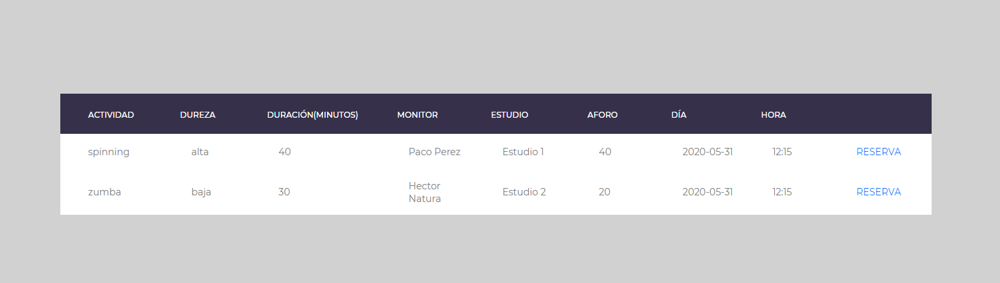 ACTIVIDAD DUREZA DURACIÓN(MINUTOS) MONITOR ESTUDIO AFORO DÍA HORA
spinning alta 40 Paco Perez Estudio 1 40 2020-05-31 12:15 RESERVA
zumba baja 30 Hector Natura Estudio 2 20 2020-05-31 12:15 RESERVA